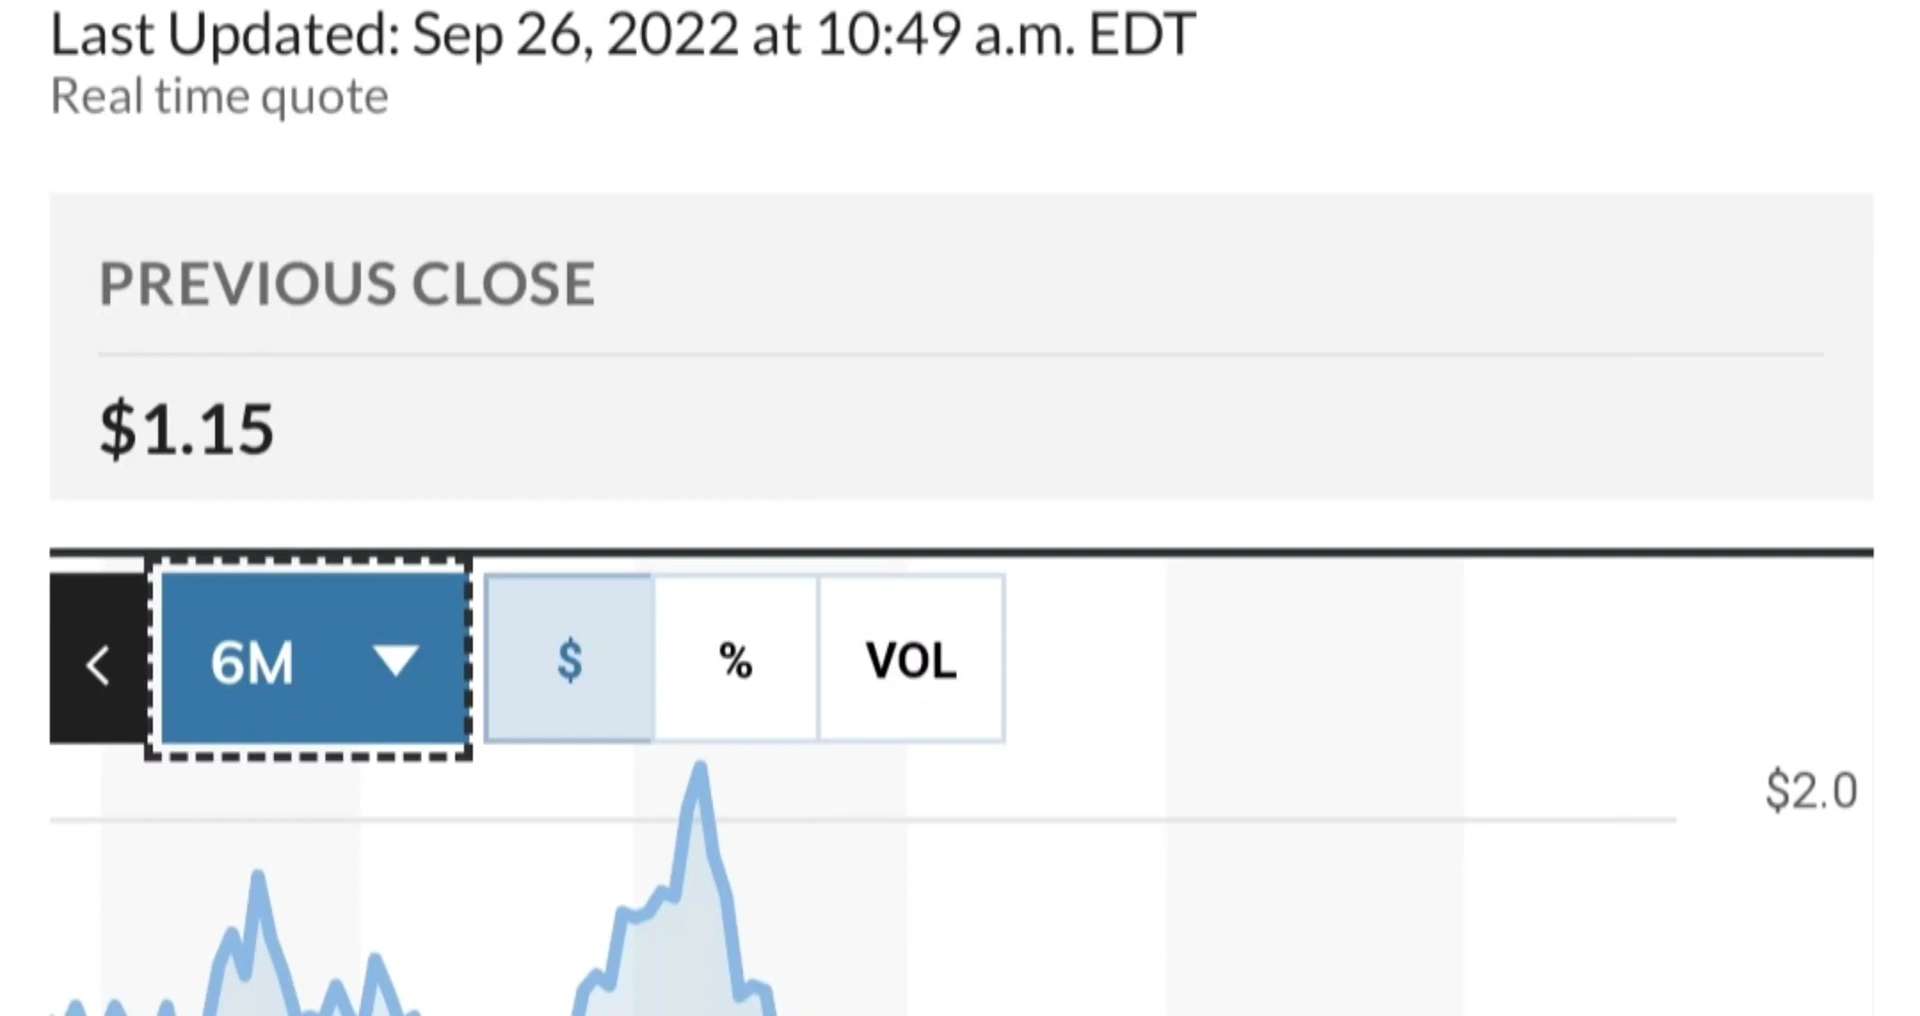 Last Updated: Sep 26, 2022 at 10:49 a.m. EDT
Real time quote
PREVIOUS CLOSE
$1.15
6M $ % VOL
$2.0